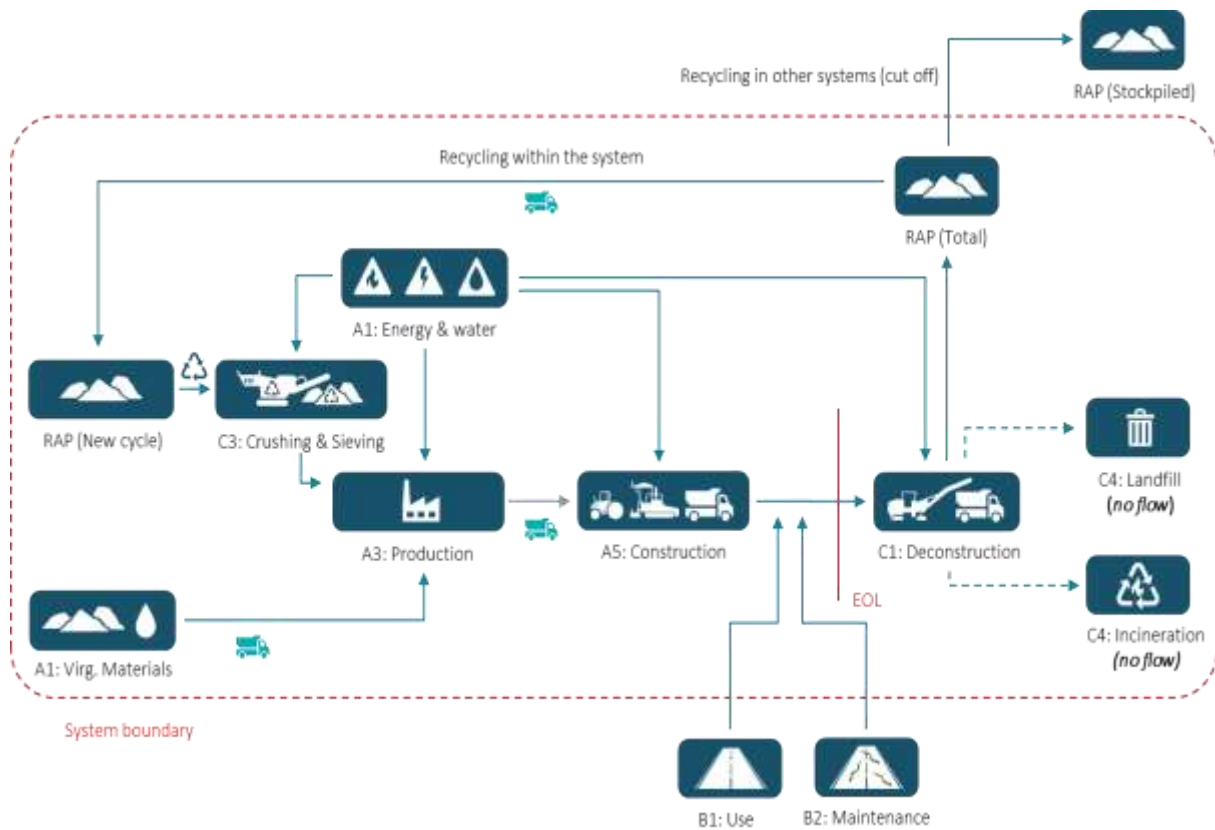 Recycling in other systems (cut off)
RAP (Stockpiled)
Recycling within the system
RAP (Total)
A1: Energy & water
RAP (New cycle)
C3: Crushing & Sieving
C4: Landfill
(no flow)
A3: Production
A5: Construction
C1: Deconstruction
EOL
C4: Incineration
(no flow)
A1: Virg. Materials
System boundary
B1: Use
B2: Maintenance